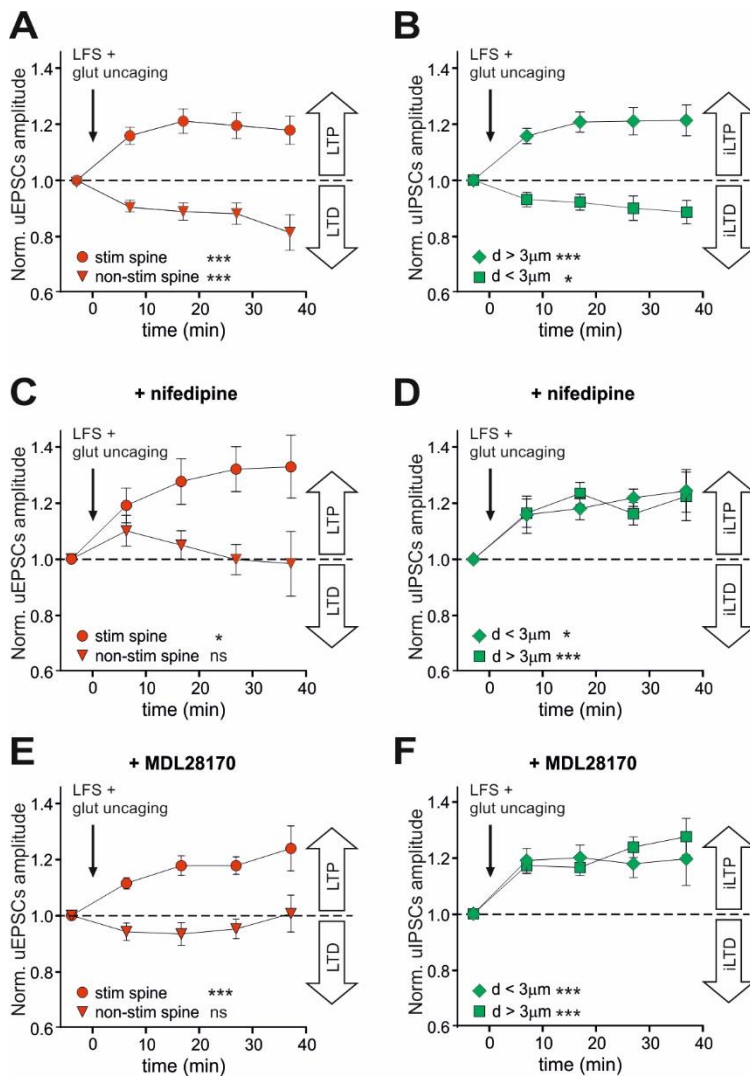 A
LFS +
glut uncaging
Norm. uEPSCs amplitude
1.4
1.2
1.0
0.8
0.6
LTP
LTD
stim spine ***
non-stim spine ***
0 10 20 30 40
time (min)
B
LFS +
glut uncaging
Norm. uIPSCs amplitude
1.4
1.2
1.0
0.8
0.6
iLTP
iLTD
d > 3μm ***
d < 3μm *
0 10 20 30 40
time (min)
C
+ nifedipine
LFS +
glut uncaging
Norm. uEPSCs amplitude
1.4
1.2
1.0
0.8
0.6
LTP
LTD
stim spine *
non-stim spine ns
0 10 20 30 40
time (min)
D
+ nifedipine
LFS +
glut uncaging
Norm. uIPSCs amplitude
1.4
1.2
1.0
0.8
0.6
iLTP
iLTD
d < 3μm *
d > 3μm ***
0 10 20 30 40
time (min)
E
+ MDL28170
LFS +
glut uncaging
Norm. uEPSCs amplitude
1.4
1.2
1.0
0.8
0.6
LTP
LTD
stim spine ***
non-stim spine ns
0 10 20 30 40
time (min)
F
+ MDL28170
LFS +
glut uncaging
Norm. uIPSCs amplitude
1.4
1.2
1.0
0.8
0.6
iLTP
iLTD
d < 3μm ***
d > 3μm ***
0 10 20 30 40
time (min)